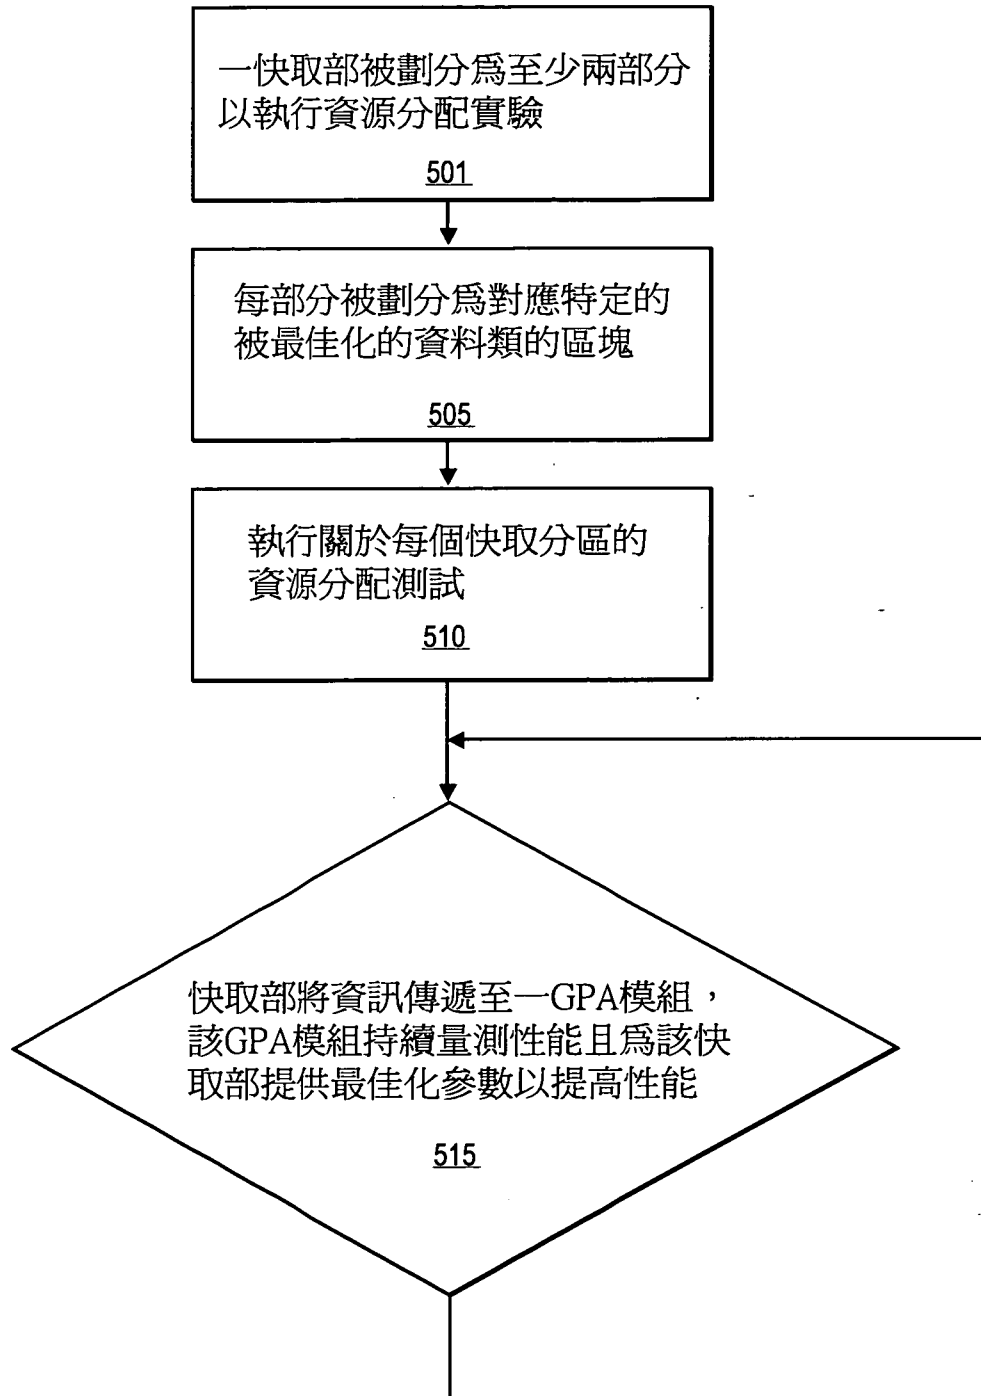 一快取部被劃分爲至少兩部分
以執行資源分配實驗
501
每部分被劃分爲對應特定的
被最佳化的資料類的區塊
505
執行關於每個快取分區的
資源分配測試
510
快取部將資訊傳遞至一GPA模組，
該GPA模組持續量測性能且爲該快
取部提供最佳化參數以提高性能
515